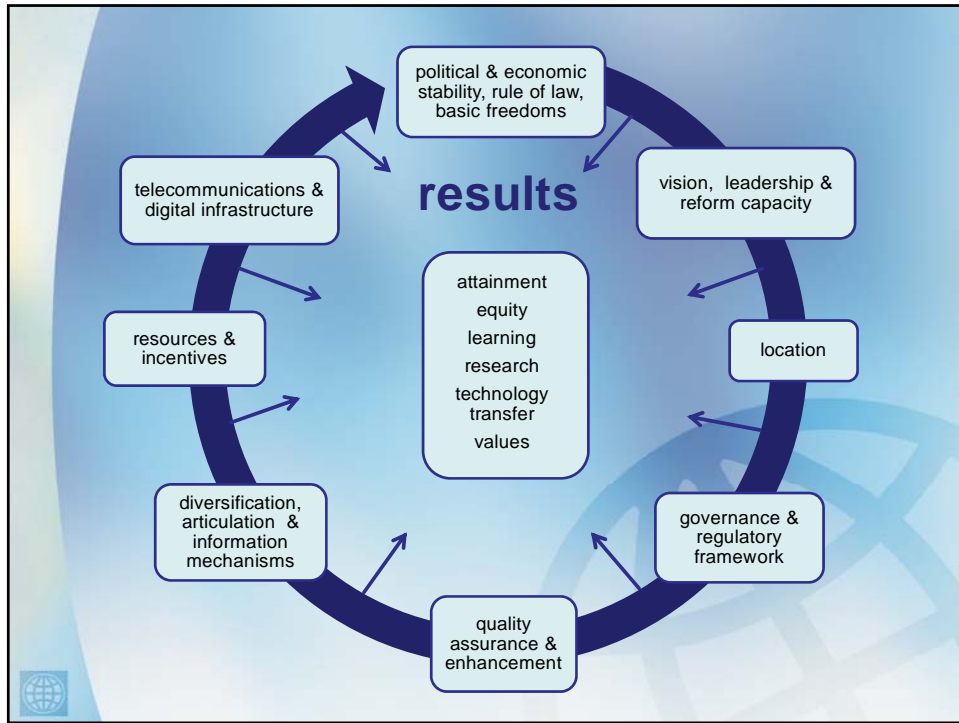 political & economic
stability, rule of law,
basic freedoms
telecommunications &
digital infrastructure
results
vision, leadership &
reform capacity
attainment
equity
learning
research
technology
transfer
values
resources &
incentives
location
diversification,
articulation &
information
mechanisms
governance &
regulatory
framework
quality
assurance &
enhancement